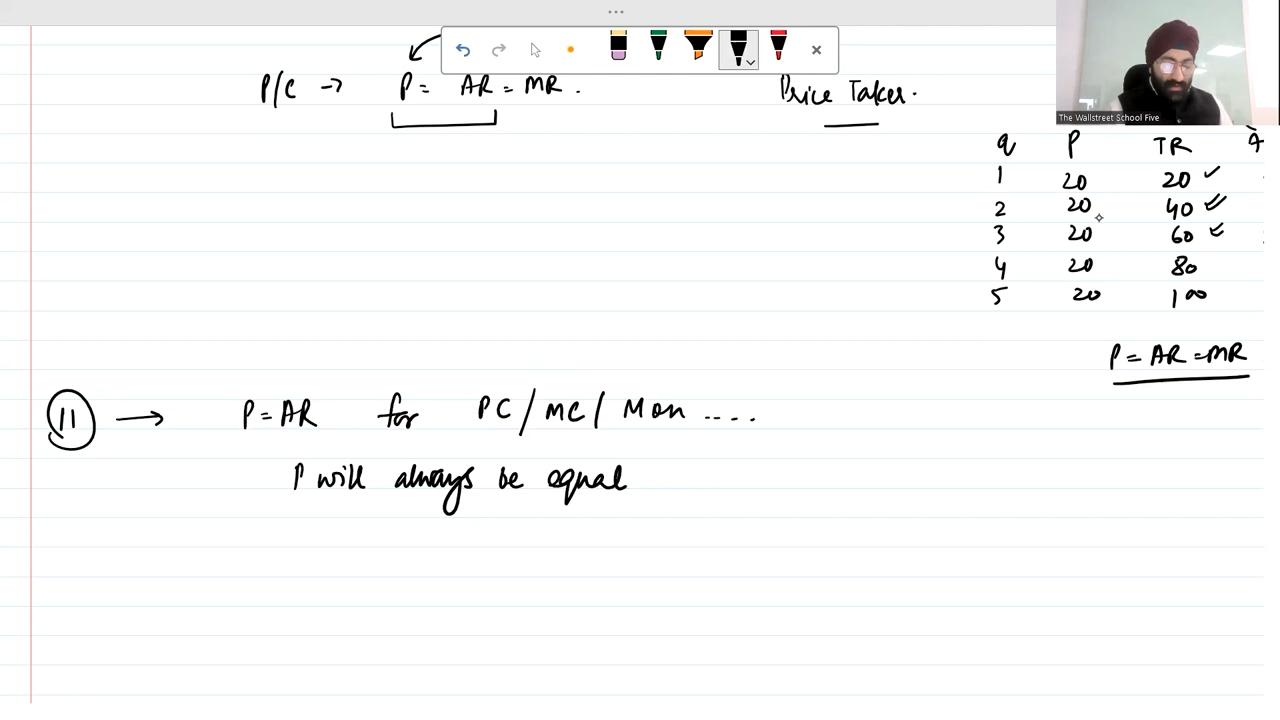 P/C → P = AR = MR.
Price Taker.
The Wallstreet School Five
q P TR
1 20 20
2 20 40
3 20 60
4 20 80
5 20 100
P = AR = MR
11 → P = AR for PC / MC / Mon ....
P will always be equal